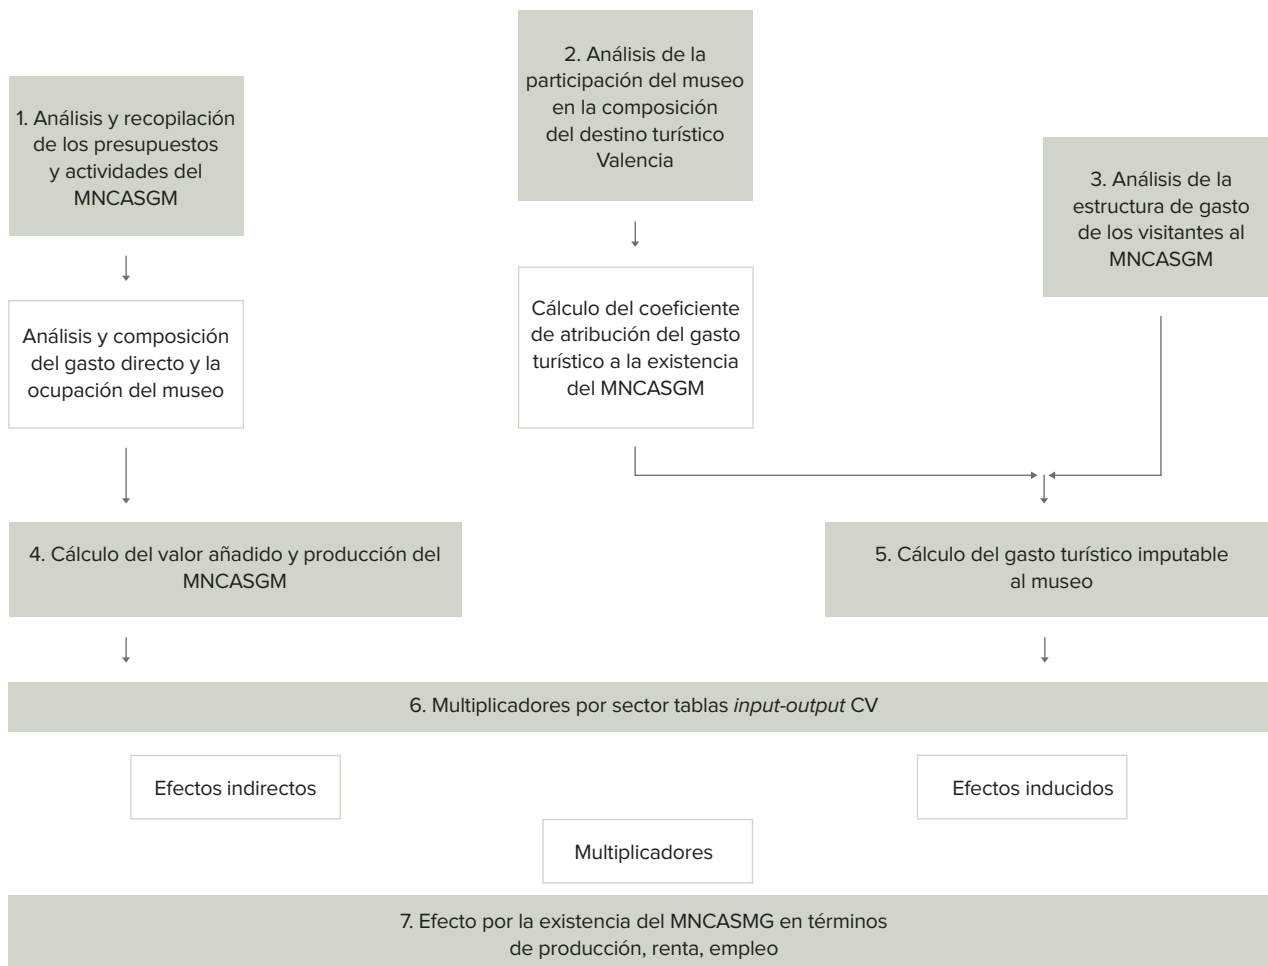 1. Análisis y recopilación
de los presupuestos
y actividades del
MNCASGM
2. Análisis de la
participación del museo
en la composición
del destino turístico
Valencia
3. Análisis de la
estructura de gasto
de los visitantes al
MNCASGM
Análisis y composición
del gasto directo y la
ocupación del museo
Cálculo del coeficiente
de atribución del gasto
turístico a la existencia
del MNCASGM
4. Cálculo del valor añadido y producción del
MNCASGM
5. Cálculo del gasto turístico imputable
al museo
6. Multiplicadores por sector tablas input-output CV
Efectos indirectos
Efectos inducidos
Multiplicadores
7. Efecto por la existencia del MNCASMG en términos
de producción, renta, empleo